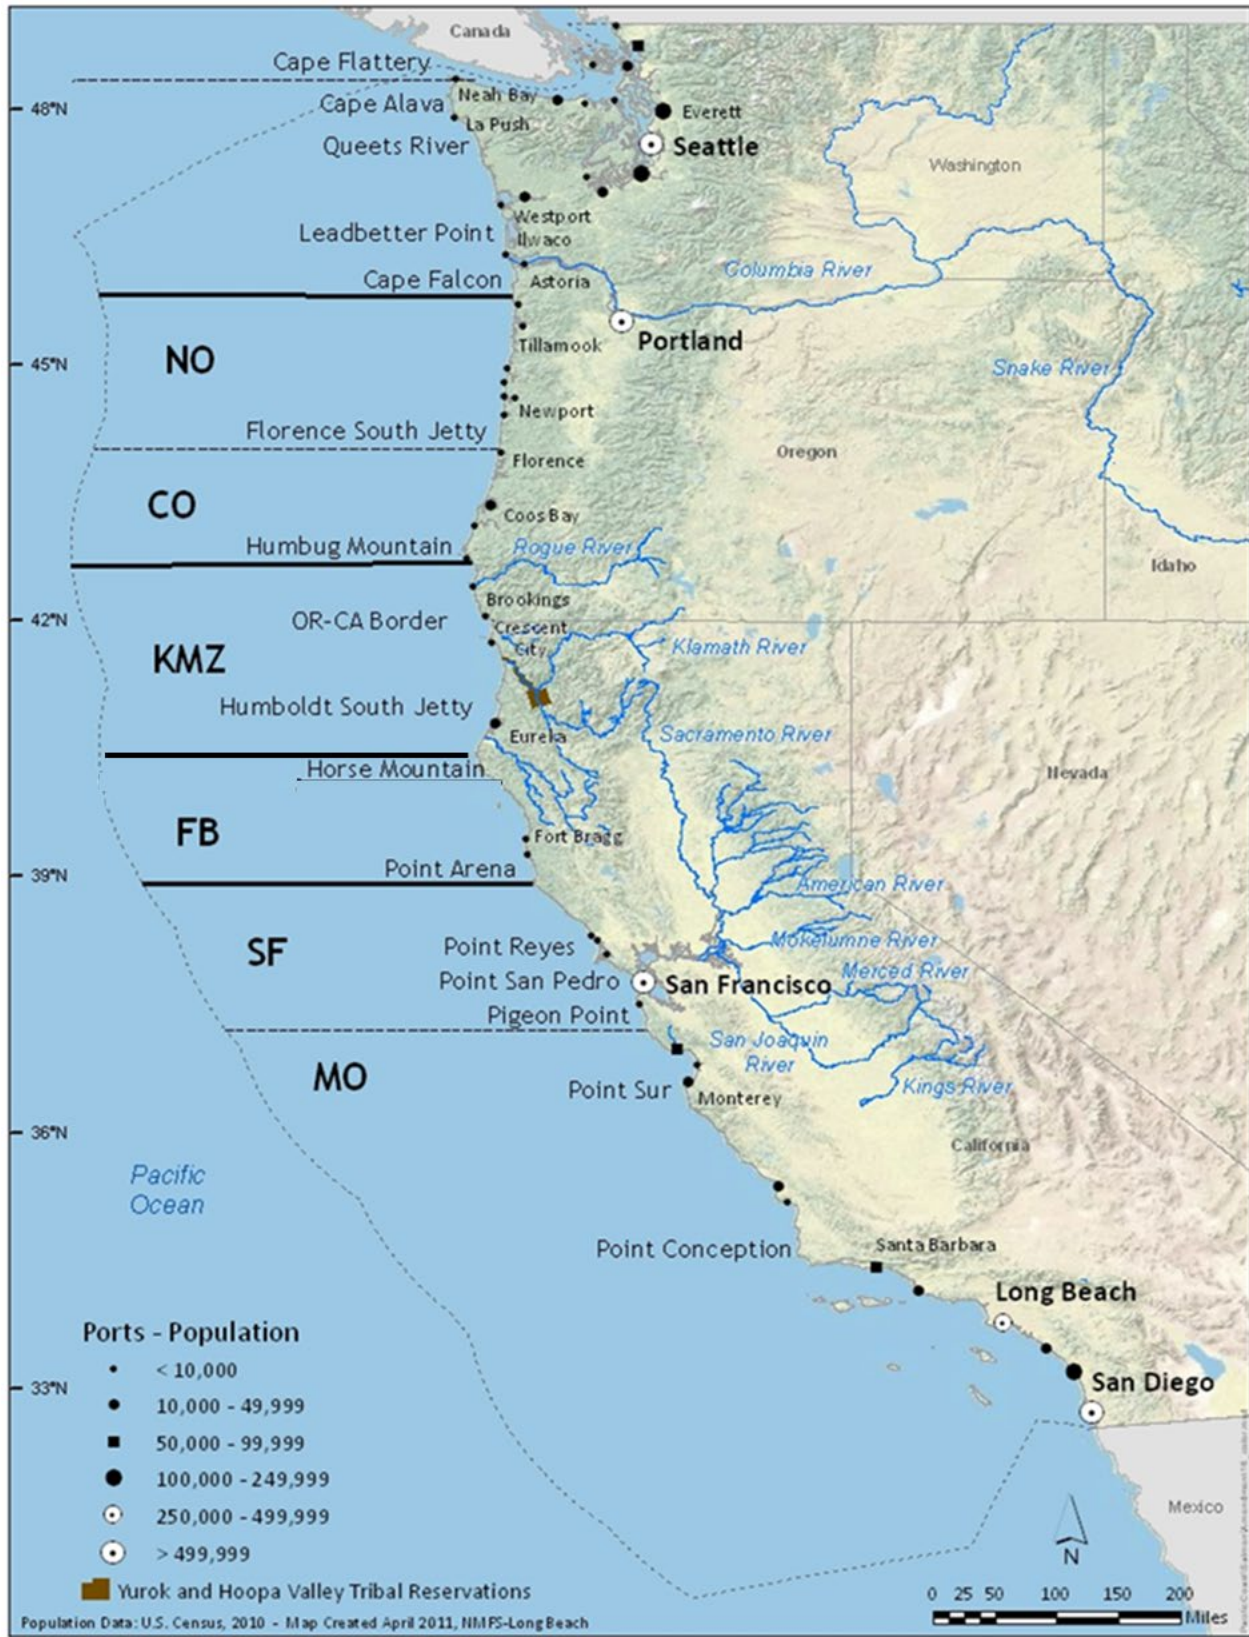 Canada
Cape Flattery
48°N
Neah Bay
Cape Alava
Everett
La Push
Queets River
Seattle
Washington
Westport
Leadbetter Point
Ilwaco
Columbia River
Cape Falcon
Astoria
Portland
Tillamook
NO
45°N
Snake River
Newport
Florence South Jetty
Oregon
Florence
CO
Coos Bay
Humbug Mountain
Rogue River
Idaho
Brookings
42°N
OR-CA Border
Crescent
City
Klamath River
KMZ
Humboldt South Jetty
Eureka
Sacramento River
Horse Mountain
Nevada
FB
Fort Bragg
39°N
Point Arena
American River
SF
Point Reyes
Mokelumne River
Merced River
Point San Pedro
San Francisco
Pigeon Point
San Joaquin
River
MO
Point Sur
Kings River
Monterey
36°N
California
Pacific
Ocean
Point Conception
Santa Barbara
Long Beach
Ports - Population
< 10,000
33°N
San Diego
10,000 - 49,999
50,000 - 99,999
100,000 - 249,999
250,000 - 499,999
> 499,999
Mexico
N
Yurok and Hoopa Valley Tribal Reservations
0 25 50 100 150 200
Miles
Population Data: U.S. Census, 2010 - Map Created April 2011, NMFS-Long Beach